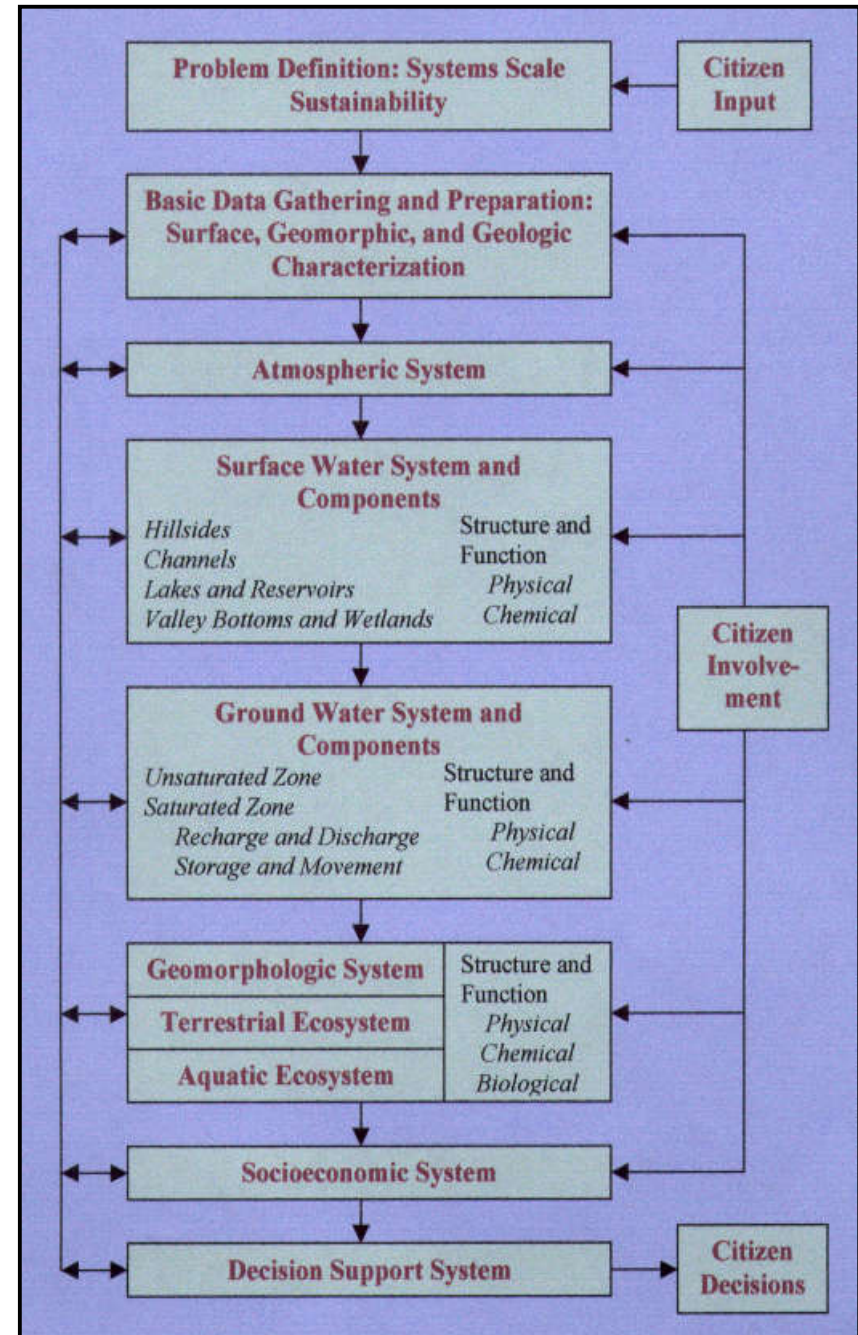 Problem Definition: Systems Scale
Sustainability
Citizen
Input
Basic Data Gathering and Preparation:
Surface, Geomorphic, and Geologic
Characterization
Atmospheric System
Surface Water System and
Components
Hillsides
Channels
Lakes and Reservoirs
Valley Bottoms and Wetlands
Structure and
Function
Physical
Chemical
Citizen
Involve-
ment
Ground Water System and
Components
Unsaturated Zone
Saturated Zone
Recharge and Discharge
Storage and Movement
Structure and
Function
Physical
Chemical
Geomorphologic System
Terrestrial Ecosystem
Aquatic Ecosystem
Structure and
Function
Physical
Chemical
Biological
Socioeconomic System
Decision Support System
Citizen
Decisions